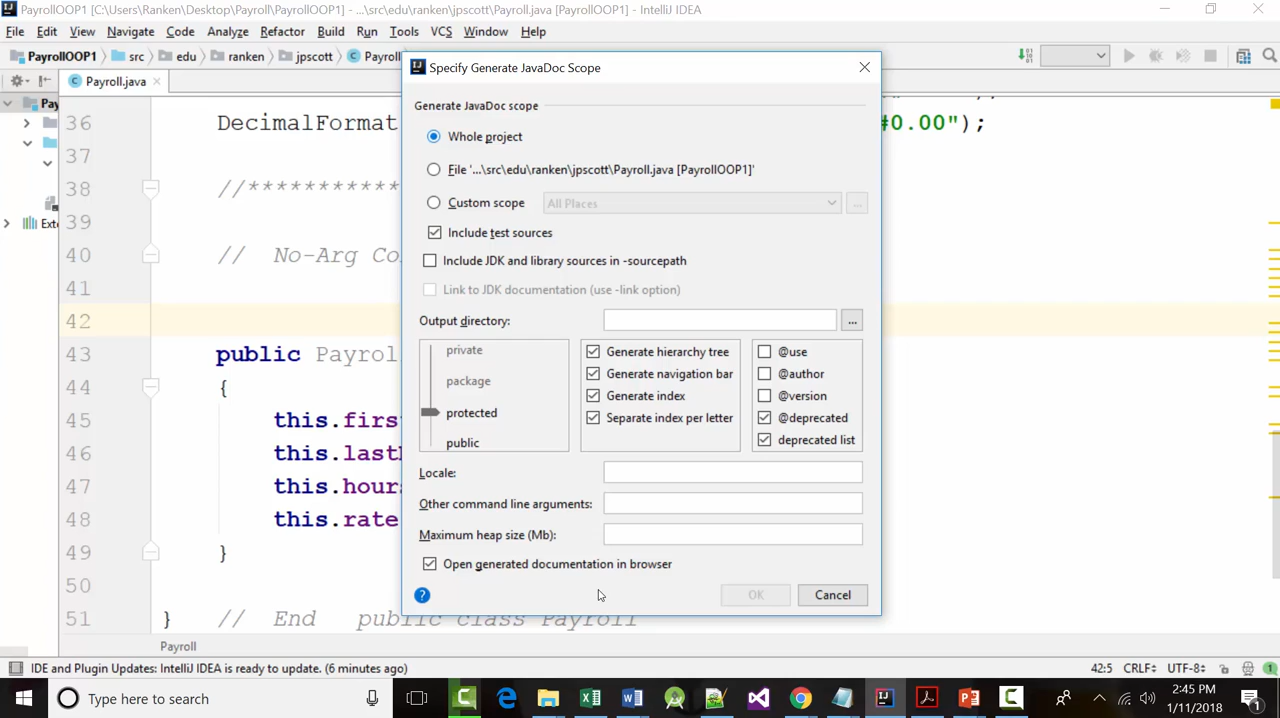 PayrollOOP1 [C:\Users\Ranken\Desktop\Payroll\PayrollOOP1] - ...\src\edu\ranken\jpscott\Payroll.java [PayrollOOP1] - IntelliJ IDEA
File Edit View Navigate Code Analyze Refactor Build Run Tools VCS Window Help
PayrollOOP1 src edu ranken jpscott Payroll
Payroll.java
Pay
Exte
36 DecimalFormat #0.00");
37
38 //************
39
40 // No-Arg Co
41
42
43 public Payrol
44 {
45 this.firs
46 this.last
47 this.hours
48 this.rate
49 }
50
51 } // End public class Payroll
Payroll
Specify Generate JavaDoc Scope
Generate JavaDoc scope
Whole project
File '...\src\edu\ranken\jpscott\Payroll.java [PayrollOOP1]'
Custom scope All Places ...
Include test sources
Include JDK and library sources in -sourcepath
Link to JDK documentation (use -link option)
Output directory: ...
private
package
protected
public
Generate hierarchy tree
Generate navigation bar
Generate index
Separate index per letter
@use
@author
@version
@deprecated
deprecated list
Locale:
Other command line arguments:
Maximum heap size (Mb):
Open generated documentation in browser
? OK Cancel
IDE and Plugin Updates: IntelliJ IDEA is ready to update. (6 minutes ago) 42:5 CRLF UTF-8 1
Type here to search
2:45 PM
1/11/2018
1